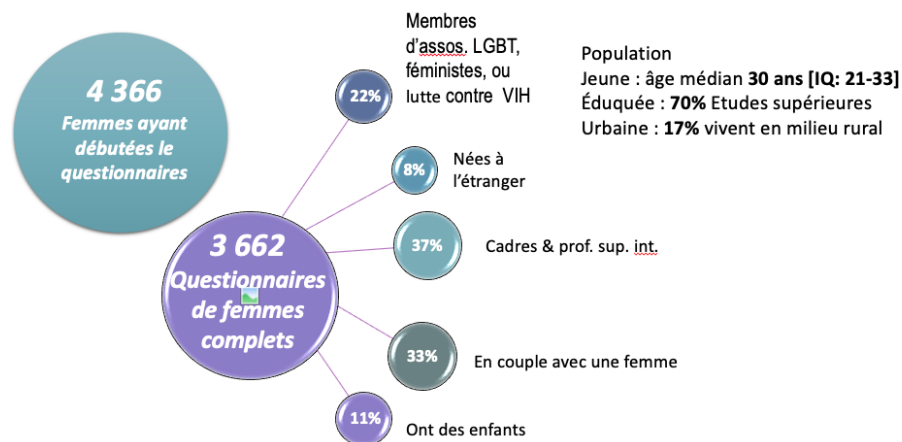 4 366
Femmes ayant
débutées le
questionnaires
3 662
Questionnaires
de femmes
complets
22%
Membres
d'assos. LGBT,
féministes, ou
lutte contre VIH
8%
Nées à
l'étranger
37%
Cadres & prof. sup. int.
33%
En couple avec une femme
11%
Ont des enfants
Population
Jeune : âge médian 30 ans [IQ: 21-33]
Éduquée : 70% Etudes supérieures
Urbaine : 17% vivent en milieu rural